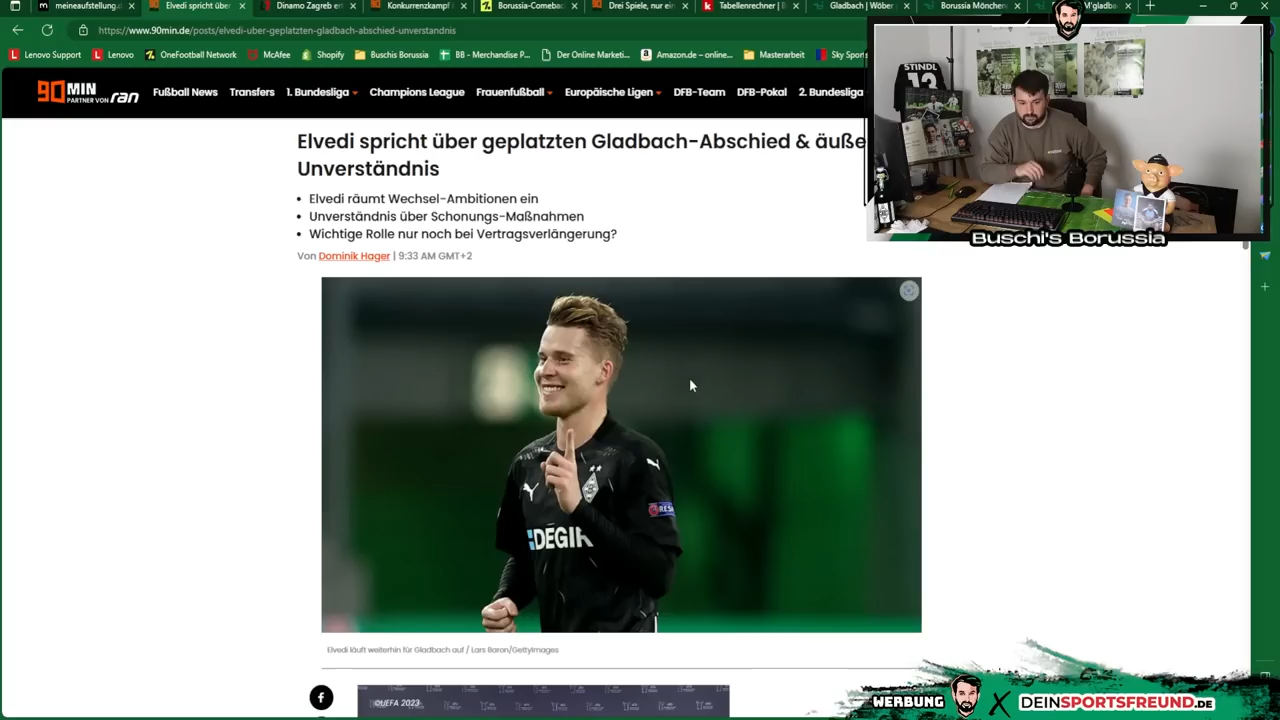 meineaufstellung.d
Elvedi spricht über
Dinamo Zagreb er
Konkurrenzkampf i
Borussia-Comeba
Drei Spiele, nur ein
Tabellenrechner | B
Gladbach | Wöber
Borussia Mönchen
M'gladba
https://www.90min.de/posts/elvedi-uber-geplatzten-gladbach-abschied-unverstandnis
Lenovo Support
Lenovo
OneFootball Network
McAfee
Shopify
Buschis Borussia
BB - Merchandise P...
Der Online Marketi...
Amazon.de – online...
Masterarbeit
Sky Spor
90MIN
PARTNER VON ran
Fußball News
Transfers
1. Bundesliga
Champions League
Frauenfußball
Europäische Ligen
DFB-Team
DFB-Pokal
2. Bundesliga
STINDL
13
Elvedi spricht über geplatzten Gladbach-Abschied & äuße
Unverständnis
• Elvedi räumt Wechsel-Ambitionen ein
• Unverständnis über Schonungs-Maßnahmen
• Wichtige Rolle nur noch bei Vertragsverlängerung?
Buschi's Borussia
Von Dominik Hager | 9:33 AM GMT+2
RES
DEGIR
Elvedi läuft weiterhin für Gladbach auf / Lars Baron/GettyImages
©UEFA 2023
WERBUNG X DEINSPORTSFREUND.DE